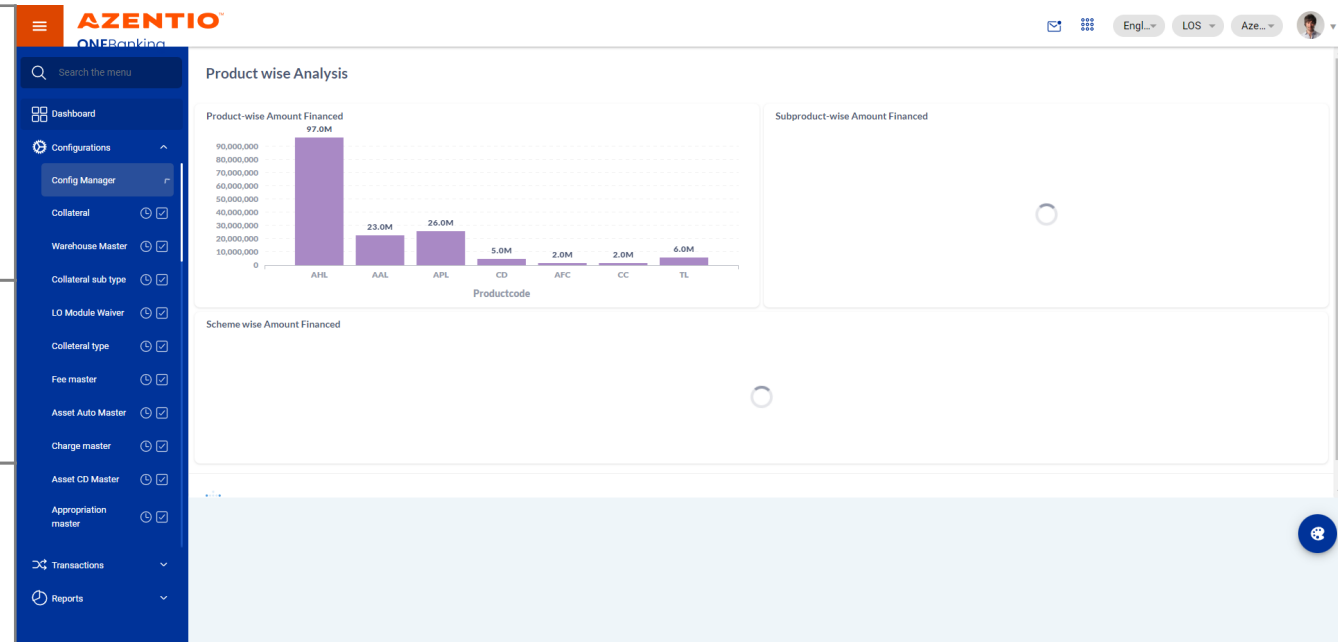 AZENTIO™
ONEBanking
Engl...
LOS
Aze...
Search the menu
Dashboard
Configurations
Config Manager
Collateral
Warehouse Master
Collateral sub type
LO Module Waiver
Colleteral type
Fee master
Asset Auto Master
Charge master
Asset CD Master
Appropriation
master
Transactions
Reports
Product wise Analysis
Product-wise Amount Financed
97.0M
90,000,000
80,000,000
70,000,000
60,000,000
50,000,000
40,000,000
30,000,000
20,000,000
10,000,000
0
23.0M
26.0M
5.0M
2.0M
2.0M
6.0M
AHL
AAL
APL
CD
AFC
CC
TL
Productcode
Subproduct-wise Amount Financed
Scheme wise Amount Financed